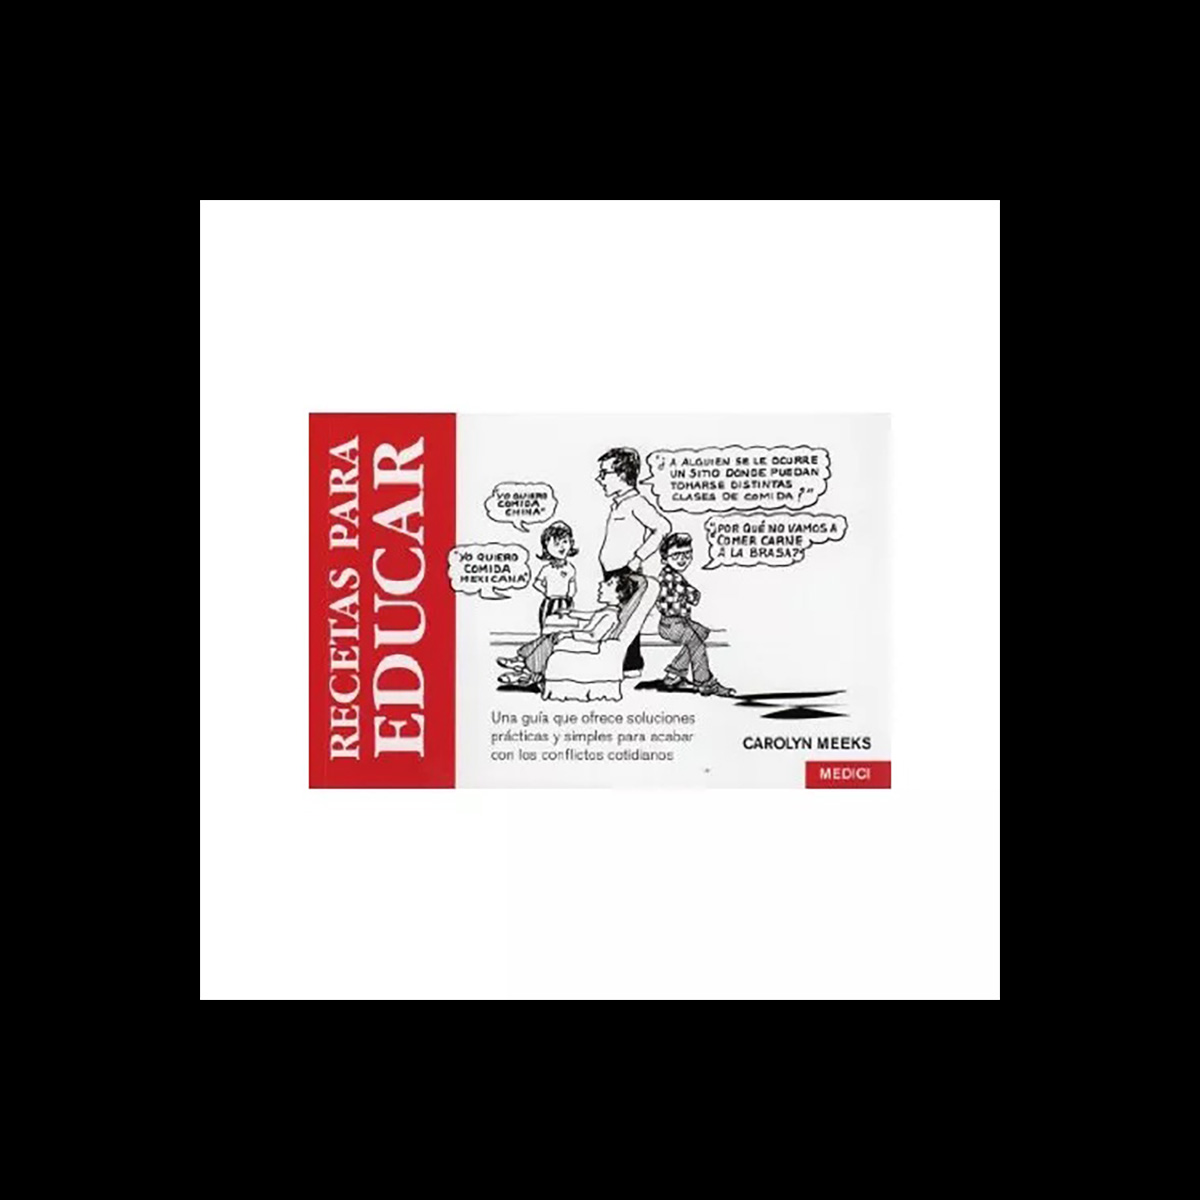 RECETAS PARA
EDUCAR
"¿A ALGUIEN SE LE OCURRE
UN SITIO DONDE PUEDAN
TOMARSE DISTINTAS
CLASES DE COMIDA?"
"YO QUIERO
COMIDA
CHINA"
"¿POR QUÉ NO VAMOS A
COMER CARNE
A LA BRASA?"
"YO QUIERO
COMIDA
MEXICANA"
Una guía que ofrece soluciones
prácticas y simples para acabar
con los conflictos cotidianos
CAROLYN MEEKS
MEDICI